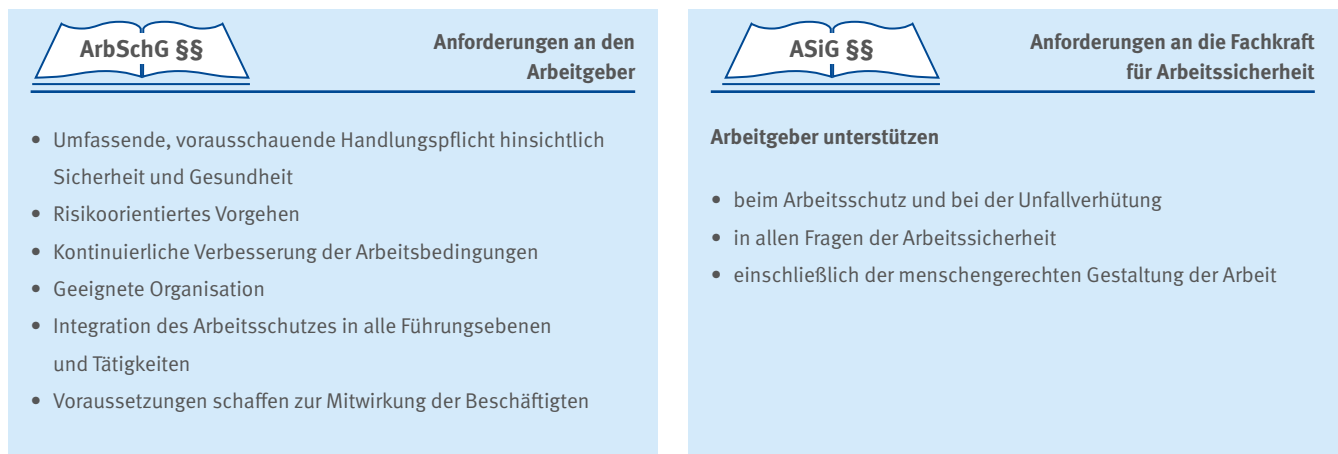 ArbSchG §§
Anforderungen an den
Arbeitgeber
• Umfassende, vorausschauende Handlungspflicht hinsichtlich
Sicherheit und Gesundheit
• Risikoorientiertes Vorgehen
• Kontinuierliche Verbesserung der Arbeitsbedingungen
• Geeignete Organisation
• Integration des Arbeitsschutzes in alle Führungsebenen
und Tätigkeiten
• Voraussetzungen schaffen zur Mitwirkung der Beschäftigten
ASiG §§
Anforderungen an die Fachkraft
für Arbeitssicherheit
Arbeitgeber unterstützen
• beim Arbeitsschutz und bei der Unfallverhütung
• in allen Fragen der Arbeitssicherheit
• einschließlich der menschengerechten Gestaltung der Arbeit